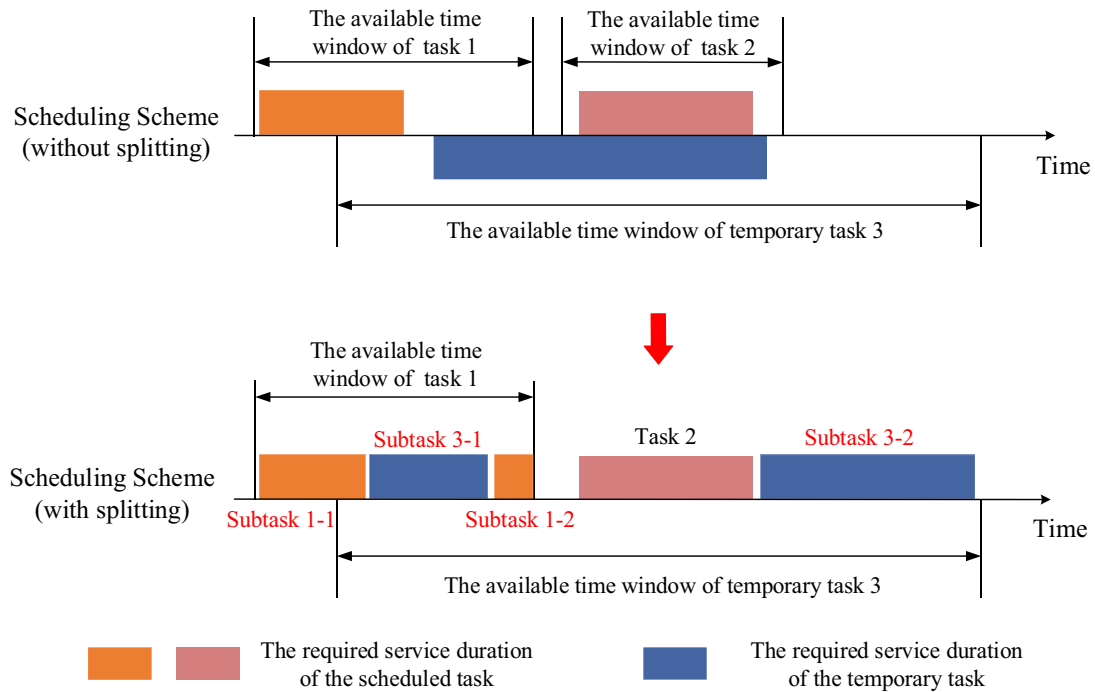 The available time
window of task 1
The available time
window of task 2
Scheduling Scheme
(without splitting)
Time
The available time window of temporary task 3
The available time
window of task 1
Subtask 3-1
Task 2
Subtask 3-2
Scheduling Scheme
(with splitting)
Subtask 1-1
Subtask 1-2
Time
The available time window of temporary task 3
The required service duration
of the scheduled task
The required service duration
of the temporary task